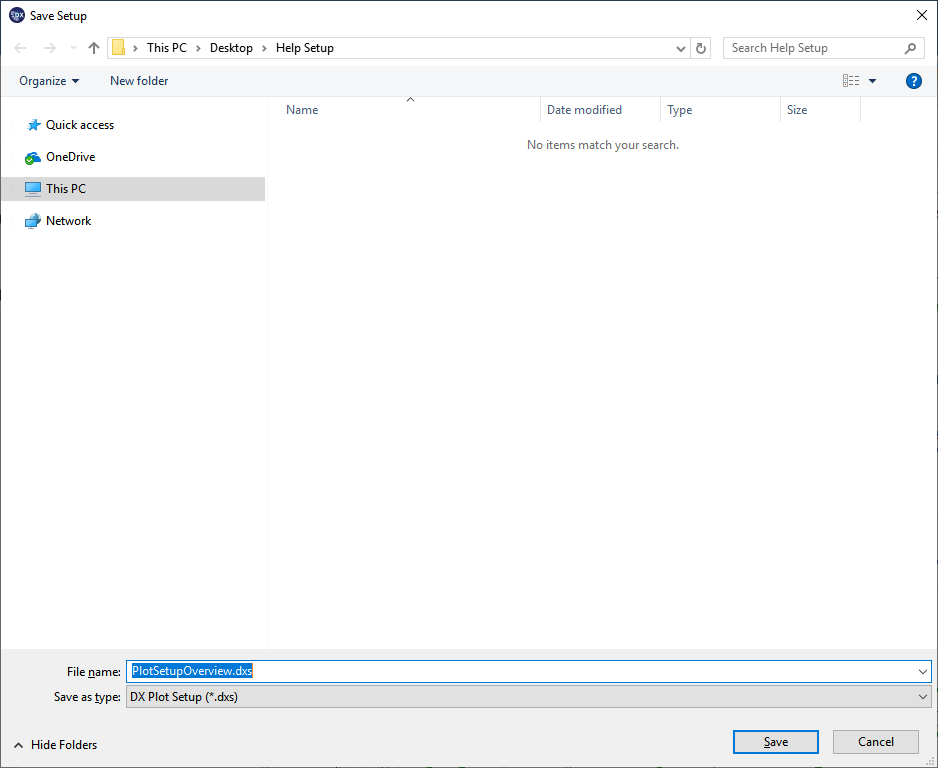 Save Setup
This PC > Desktop > Help Setup
Search Help Setup
Organize
New folder
Name
Date modified
Type
Size
Quick access
OneDrive
This PC
Network
No items match your search.
File name: PlotSetupOverview.dxs
Save as type: DX Plot Setup (*.dxs)
Hide Folders
Save
Cancel